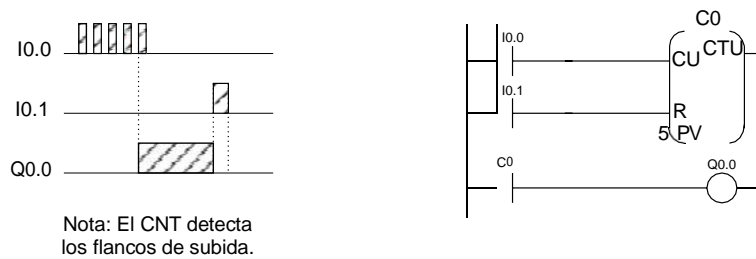 I0.0
I0.1
Q0.0
Nota: El CNT detecta
los flancos de subida.
C0
I0.0
CU CTU
I0.1
R
5 PV
C0
Q0.0